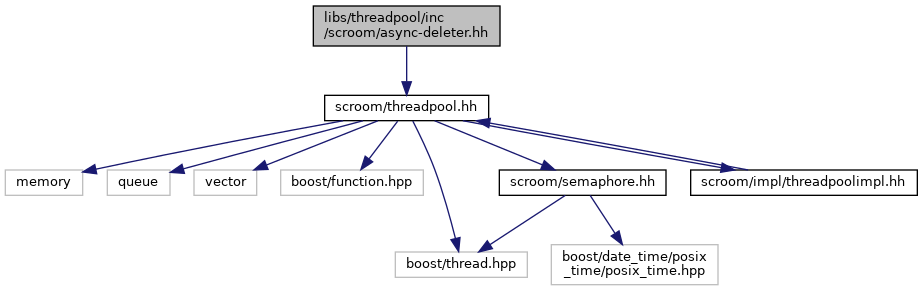 libs/threadpool/inc
/scroom/async-deleter.hh
scroom/threadpool.hh
memory
queue
vector
boost/function.hpp
scroom/semaphore.hh
scroom/impl/threadpoolimpl.hh
boost/thread.hpp
boost/date_time/posix
_time/posix_time.hpp